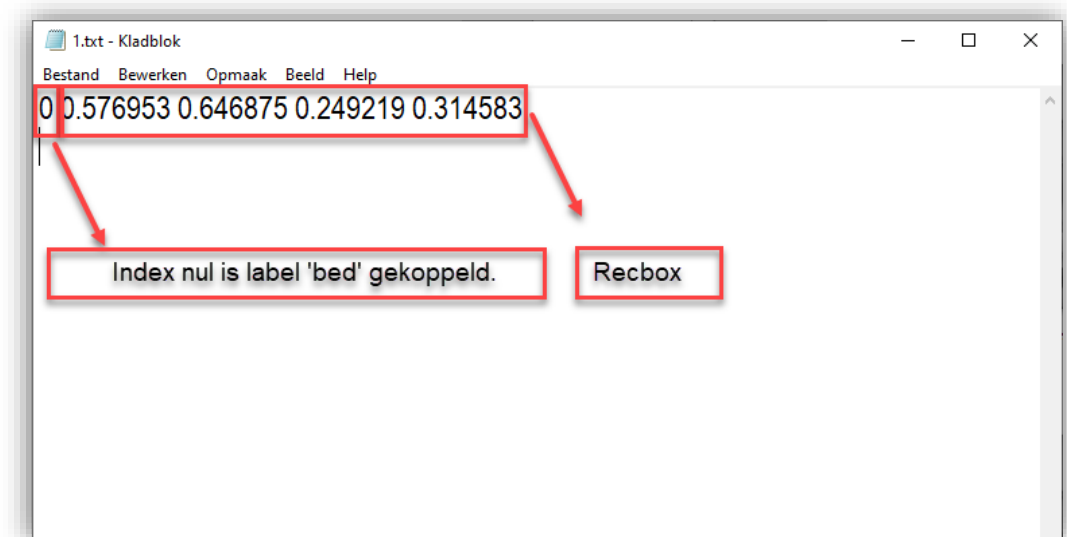 1.txt - Kladblok
Bestand Bewerken Opmaak Beeld Help
0 0.576953 0.646875 0.249219 0.314583
Index nul is label 'bed' gekoppeld.
Recbox